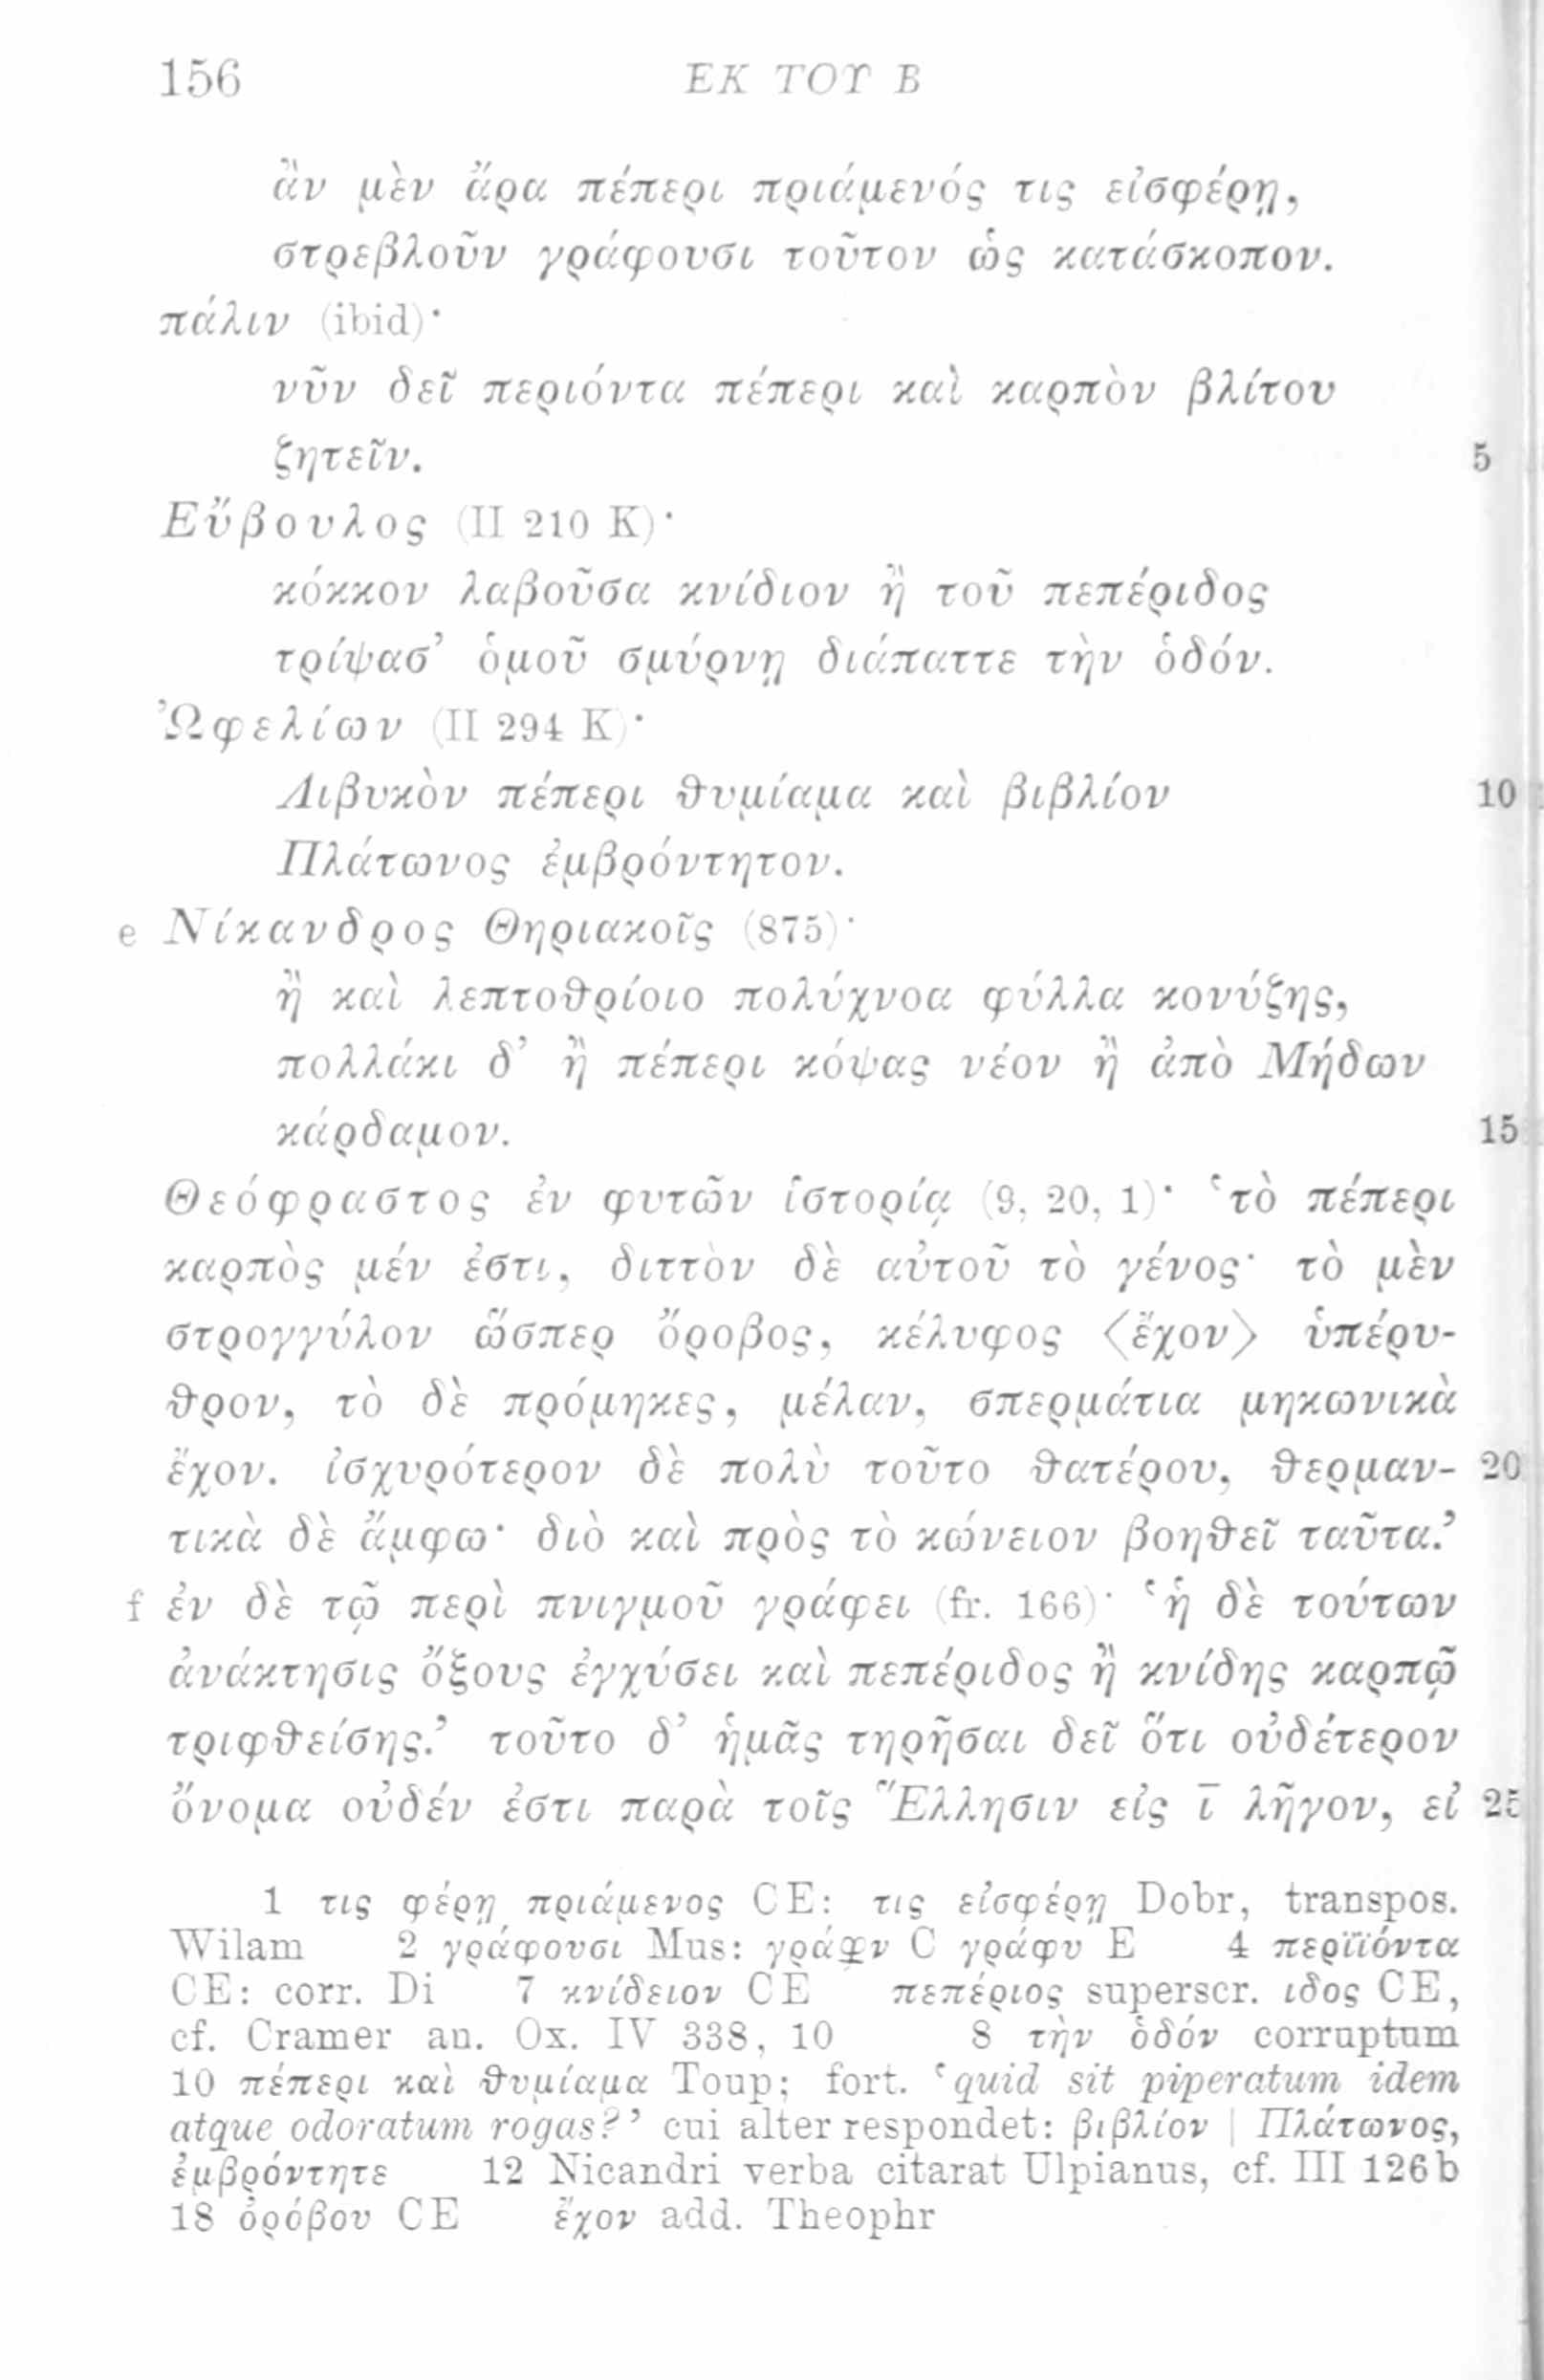 156 ΕΚ ΤΟΥ Β
ἂν μὲν ἄρα πέπερι πριάμενός τις εἰσφέρῃ,
στρεβλοῦν γράφουσι τοῦτον ὡς κατάσκοπον.
πάλιν (ibid)·
νῦν δεῖ περιόντα πέπερι καὶ καρπὸν βλίτου
ζητεῖν. 5
Εὔβουλος (II 210 K)·
κόκκον λαβοῦσα κνίδιον ἢ τοῦ πεπέριδος
τρίψασ’ ὁμοῦ σμύρνῃ διάπαττε τὴν ὁδόν.
Ὠφελίων (II 294 K)·
Λιβυκὸν πέπερι θυμίαμα καὶ βιβλίον 10
Πλάτωνος ἐμβρόντητον.
e Νίκανδρος Θηριακοῖς (875)·
ἢ καὶ λεπτοθρίοιο πολύχνοα φύλλα κονύζης,
πολλάκι δ’ ἢ πέπερι κόψας νέον ἢ ἀπὸ Μήδων
κάρδαμον. 15
Θεόφραστος ἐν φυτῶν ἱστορίᾳ (9, 20, 1)· ‘τὸ πέπερι
καρπὸς μέν ἐστι, διττὸν δὲ αὐτοῦ τὸ γένος· τὸ μὲν
στρογγύλον ὥσπερ ὄροβος, κέλυφος <ἔχον> ὑπέρυ-
θρον, τὸ δὲ πρόμηκες, μέλαν, σπερμάτια μηκωνικὰ
ἔχον. ἰσχυρότερον δὲ πολὺ τοῦτο θατέρου, θερμαν- 20
τικὰ δὲ ἄμφω· διὸ καὶ πρὸς τὸ κώνειον βοηθεῖ ταῦτα.’
f ἐν δὲ τῷ περὶ πνιγμοῦ γράφει (fr. 166)· ‘ἡ δὲ τούτων
ἀνάκτησις ὄξους ἐγχύσει καὶ πεπέριδος ἢ κνίδης καρπῷ
τριφθείσης.’ τοῦτο δ’ ἡμᾶς τηρῆσαι δεῖ ὅτι οὐδέτερον
ὄνομα οὐδέν ἐστι παρὰ τοῖς Ἕλλησιν εἰς ῑ λῆγον, εἰ 25
1 τις φέρῃ πριάμενος CE: τις εἰσφέρῃ Dobr, transpos.
Wilam 2 γράφουσι Mus: γράφν C γράφυ E 4 περιϊόντα
CE: corr. Di 7 κνίδειον CE πεπέριος superscr. ιδος CE,
cf. Cramer an. Ox. IV 338, 10 8 τὴν ὁδόν corruptum
10 πέπερι καὶ θυμίαμα Toup; fort. ‘quid sit piperatum idem
atque odoratum rogas?’ cui alter respondet: βιβλίον | Πλάτωνος,
ἐμβρόντητε 12 Nicandri verba citarat Ulpianus, cf. III 126 b
18 ὀρόβου CE ἔχον add. Theophr